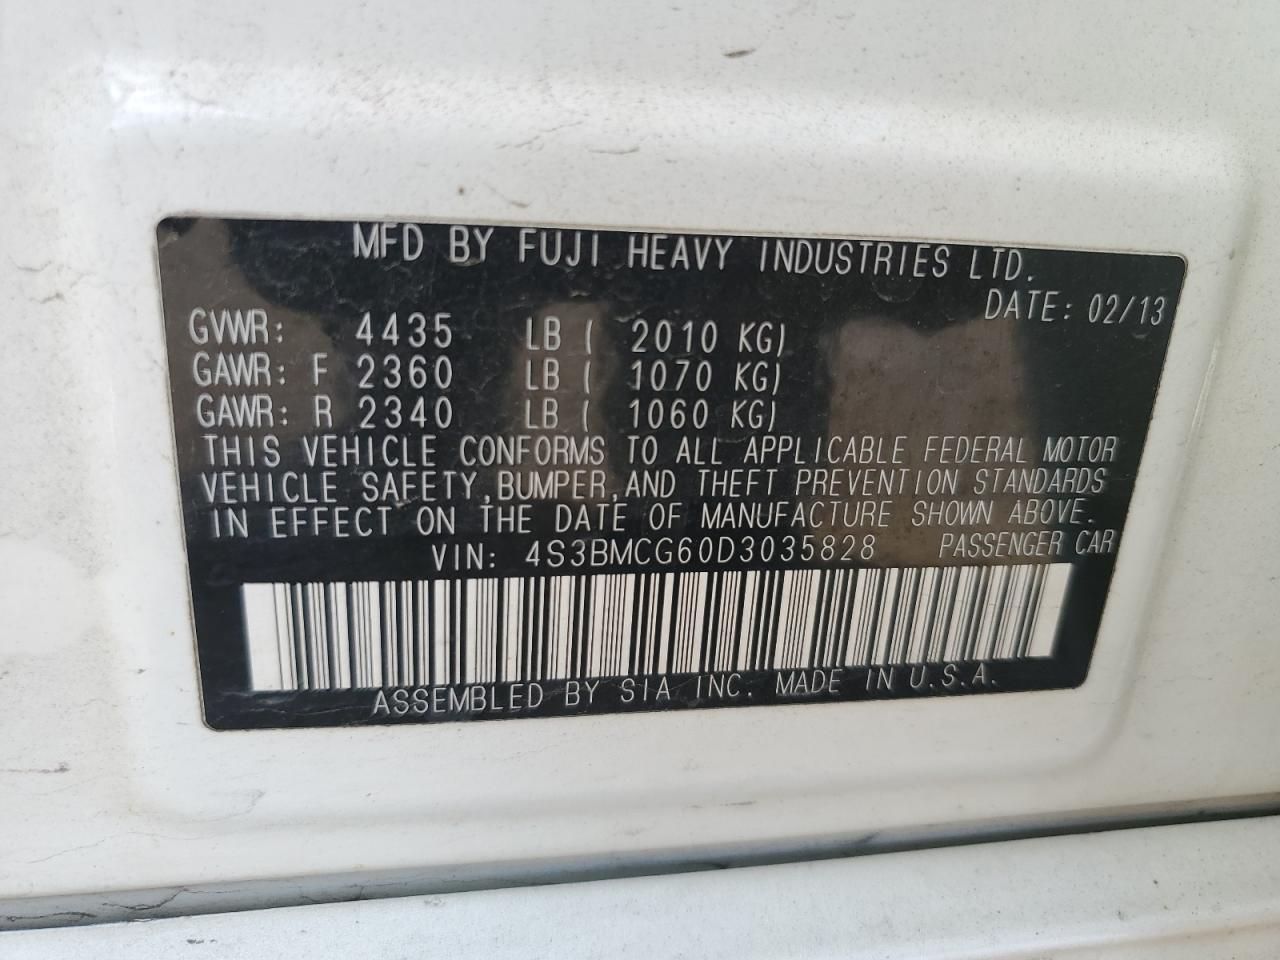 MFD BY FUJI HEAVY INDUSTRIES LTD.
DATE: 02/13
GVWR: 4435 LB ( 2010 KG)
GAWR: F 2360 LB ( 1070 KG)
GAWR: R 2340 LB ( 1060 KG)
THIS VEHICLE CONFORMS TO ALL APPLICABLE FEDERAL MOTOR
VEHICLE SAFETY,BUMPER,AND THEFT PREVENTION STANDARDS
IN EFFECT ON THE DATE OF MANUFACTURE SHOWN ABOVE.
VIN: 4S3BMCG60D3035828 PASSENGER CAR
ASSEMBLED BY SIA INC. MADE IN U.S.A.